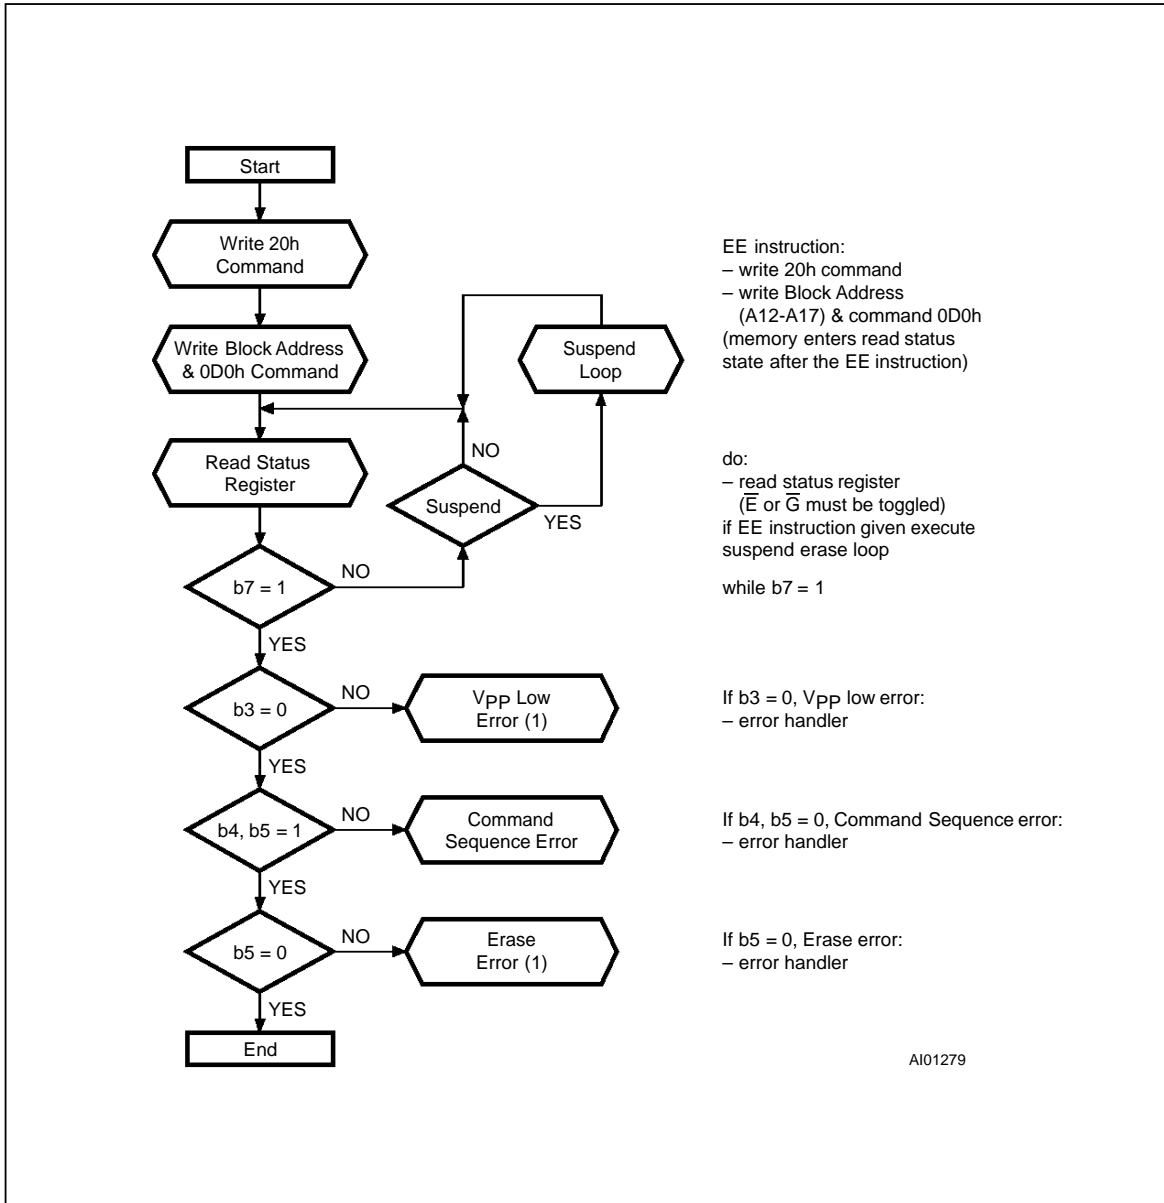 Start
Write 20h
Command
Write Block Address
& 0D0h Command
Read Status
Register
b7 = 1
NO
YES
Suspend
NO
YES
Suspend
Loop
b3 = 0
NO
YES
VPP Low
Error (1)
b4, b5 = 1
NO
YES
Command
Sequence Error
b5 = 0
NO
YES
Erase
Error (1)
End
EE instruction:
– write 20h command
– write Block Address
(A12-A17) & command 0D0h
(memory enters read status
state after the EE instruction)
do:
– read status register
(E̅ or G̅ must be toggled)
if EE instruction given execute
suspend erase loop
while b7 = 1
If b3 = 0, VPP low error:
– error handler
If b4, b5 = 0, Command Sequence error:
– error handler
If b5 = 0, Erase error:
– error handler
AI01279